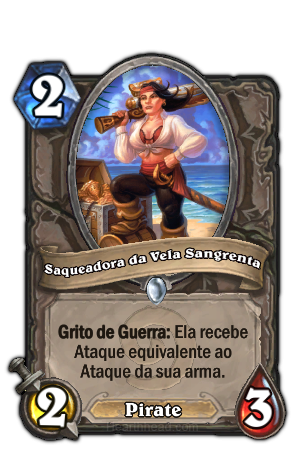 2
Saqueadora da Vela Sangrenta
Grito de Guerra: Ela recebe
Ataque equivalente ao
Ataque da sua arma.
2
Pirate
3